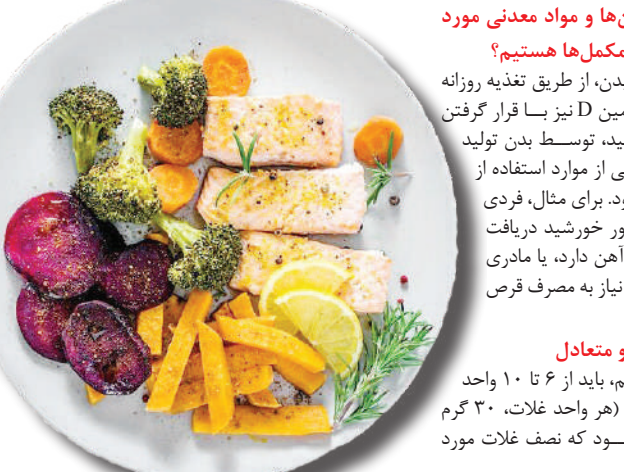 ن‌ها و مواد معدنی مورد
مکمل‌ها هستیم؟
بدن، از طریق تغذیه روزانه
مین D نیز بـــا قرار گرفتن
ید، توســـط بدن تولید
ی از موارد استفاده از
ود. برای مثال، فردی
ور خورشید دریافت
آهن دارد، یا مادری
نیاز به مصرف قرص
و متعادل
م، باید از ۶ تا ۱۰ واحد
(هر واحد غلات، ۳۰ گرم
ـــود که نصف غلات مورد